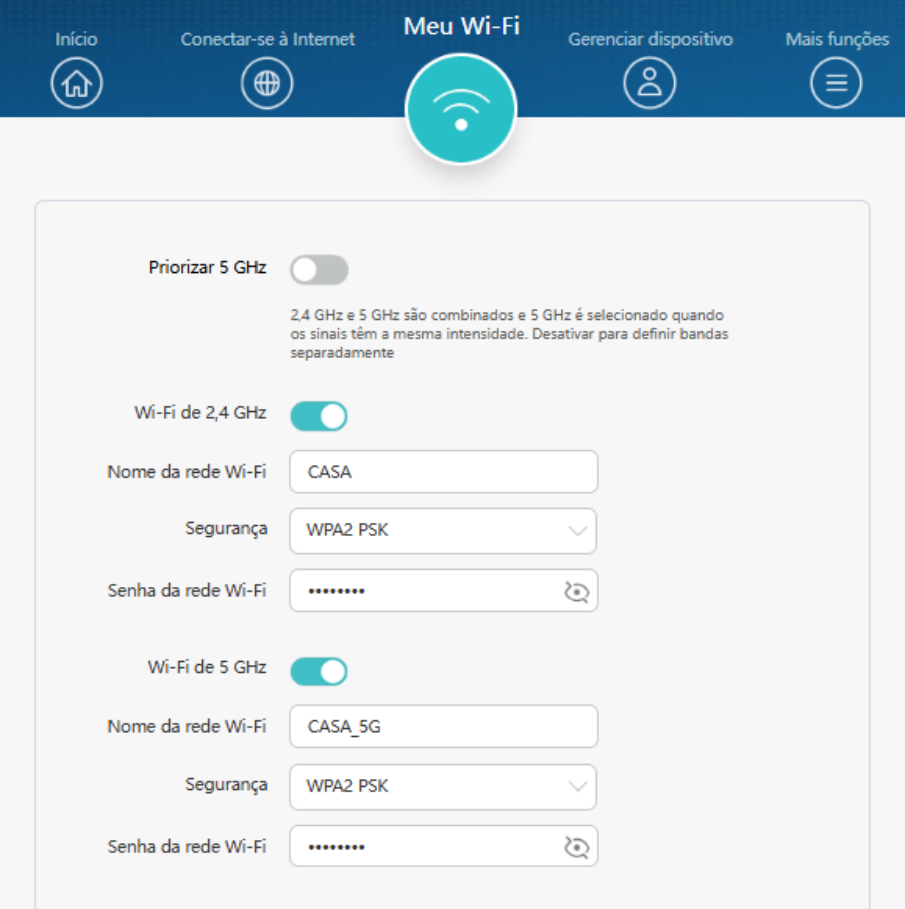 Início
Conectar-se à Internet
Meu Wi-Fi
Gerenciar dispositivo
Mais funções
Priorizar 5 GHz
2,4 GHz e 5 GHz são combinados e 5 GHz é selecionado quando
os sinais têm a mesma intensidade. Desativar para definir bandas
separadamente
Wi-Fi de 2,4 GHz
Nome da rede Wi-Fi CASA
Segurança WPA2 PSK
Senha da rede Wi-Fi ••••••••
Wi-Fi de 5 GHz
Nome da rede Wi-Fi CASA_5G
Segurança WPA2 PSK
Senha da rede Wi-Fi ••••••••